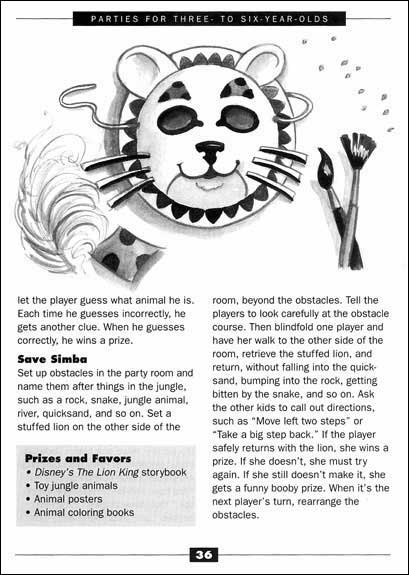 PARTIES FOR THREE- TO SIX-YEAR-OLDS
let the player guess what animal he is.
Each time he guesses incorrectly, he
gets another clue. When he guesses
correctly, he wins a prize.
Save Simba
Set up obstacles in the party room and
name them after things in the jungle,
such as a rock, snake, jungle animal,
river, quicksand, and so on. Set a
stuffed lion on the other side of the
Prizes and Favors
• Disney's The Lion King storybook
• Toy jungle animals
• Animal posters
• Animal coloring books
room, beyond the obstacles. Tell the
players to look carefully at the obstacle
course. Then blindfold one player and
have her walk to the other side of the
room, retrieve the stuffed lion, and
return, without falling into the quick-
sand, bumping into the rock, getting
bitten by the snake, and so on. Ask
the other kids to call out directions,
such as "Move left two steps" or
"Take a big step back." If the player
safely returns with the lion, she wins a
prize. If she doesn't, she must try
again. If she still doesn't make it, she
gets a funny booby prize. When it's the
next player's turn, rearrange the
obstacles.
36